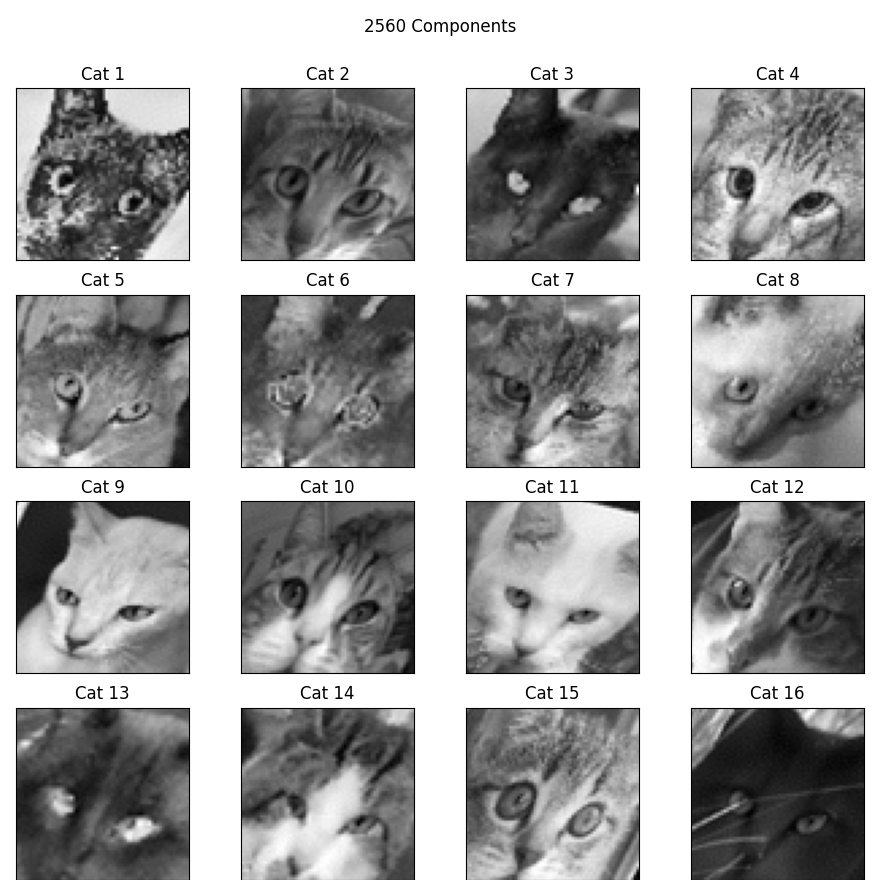 2560 Components
Cat 1 Cat 2 Cat 3 Cat 4
Cat 5 Cat 6 Cat 7 Cat 8
Cat 9 Cat 10 Cat 11 Cat 12
Cat 13 Cat 14 Cat 15 Cat 16